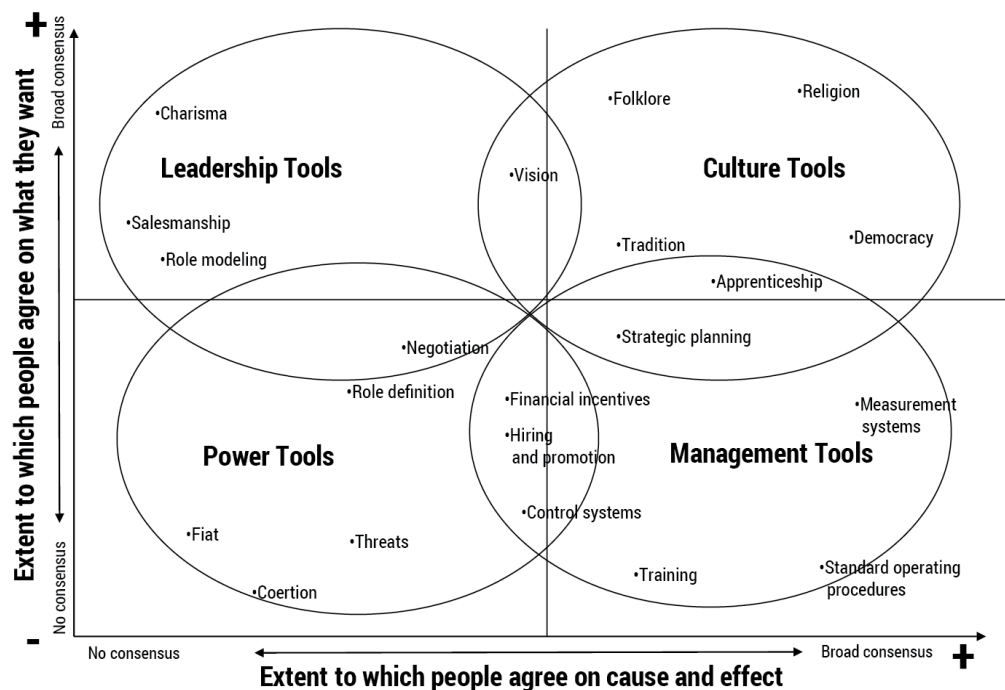 +
Broad consensus
Extent to which people agree on what they want
No consensus
-
•Charisma
Leadership Tools
•Salesmanship
•Role modeling
•Vision
•Folklore
•Religion
Culture Tools
•Tradition
•Democracy
•Apprenticeship
•Strategic planning
•Negotiation
•Role definition
Power Tools
•Fiat
•Threats
•Coertion
•Financial incentives
•Hiring
and promotion
•Control systems
•Measurement
systems
Management Tools
•Training
•Standard operating
procedures
No consensus
Broad consensus
+
Extent to which people agree on cause and effect